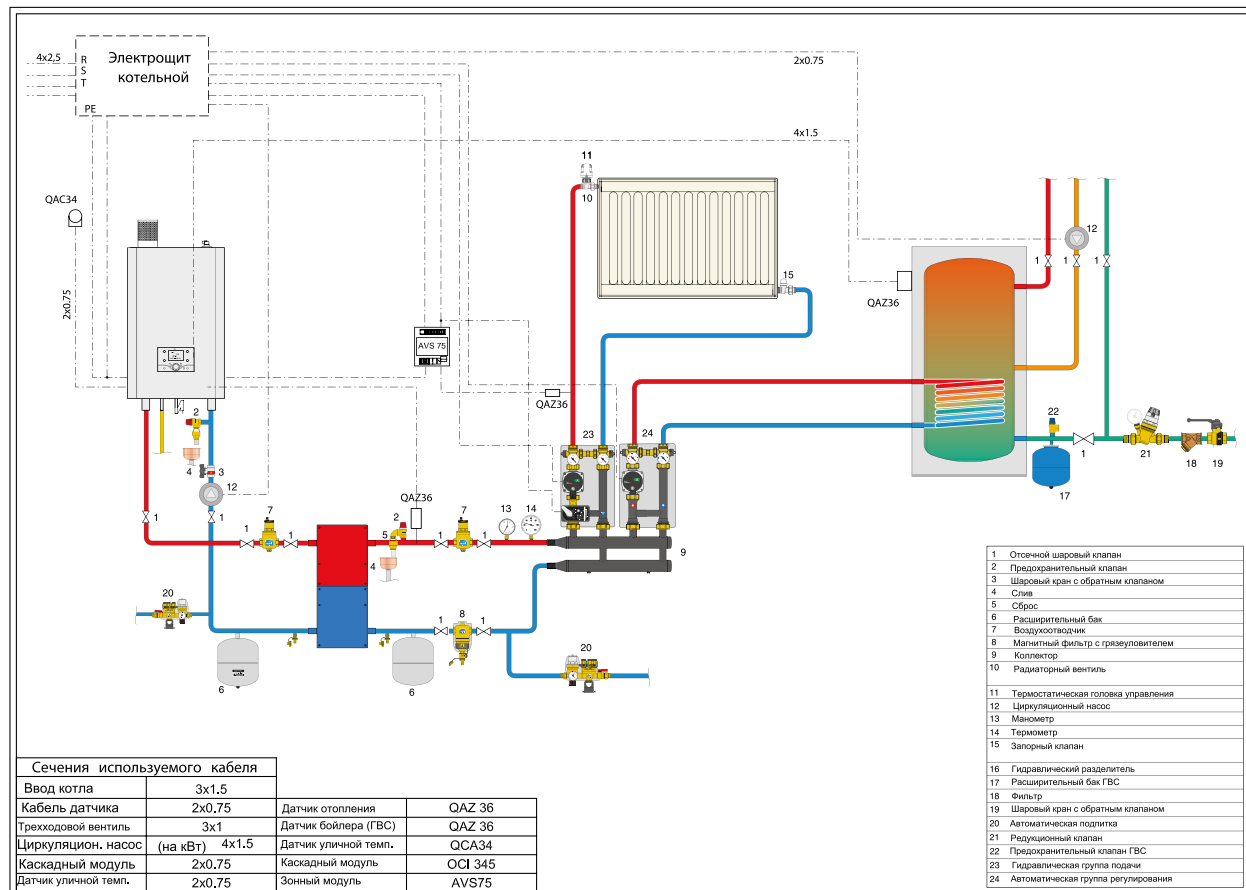 Электрощит
котельной
4x2,5
R
S
T
PE
2x0.75
4x1.5
QAC34
2x0.75
11
10
12
1
1
1
15
QAZ36
AVS 75
QAZ36
23
24
22
2
4
3
12
21
18
19
1
17
QAZ36
1
1
7
1
1
2
5
4
7
1
1
13
14
9
20
8
1
1
6
6
20
1 Отсечной шаровый клапан
2 Предохранительный клапан
3 Шаровый кран с обратным клапаном
4 Слив
5 Сброс
6 Расширительный бак
7 Воздухоотводчик
8 Магнитный фильтр с грязеуловителем
9 Коллектор
10 Радиаторный вентиль
11 Термостатическая головка управления
12 Циркуляционный насос
13 Манометр
14 Термометр
15 Запорный клапан
16 Гидравлический разделитель
17 Расширительный бак ГВС
18 Фильтр
19 Шаровый кран с обратным клапаном
20 Автоматическая подпитка
21 Редукционный клапан
22 Предохранительный клапан ГВС
23 Гидравлическая группа подачи
24 Автоматическая группа регулирования
Сечения используемого кабеля
Ввод котла 3x1.5
Кабель датчика 2x0.75 Датчик отопления QAZ 36
Трехходовой вентиль 3x1 Датчик бойлера (ГВС) QAZ 36
Циркуляцион. насос (на кВт) 4x1.5 Датчик уличной темп. QCA34
Каскадный модуль 2x0.75 Каскадный модуль OCI 345
Датчик уличной темп. 2x0.75 Зонный модуль AVS75